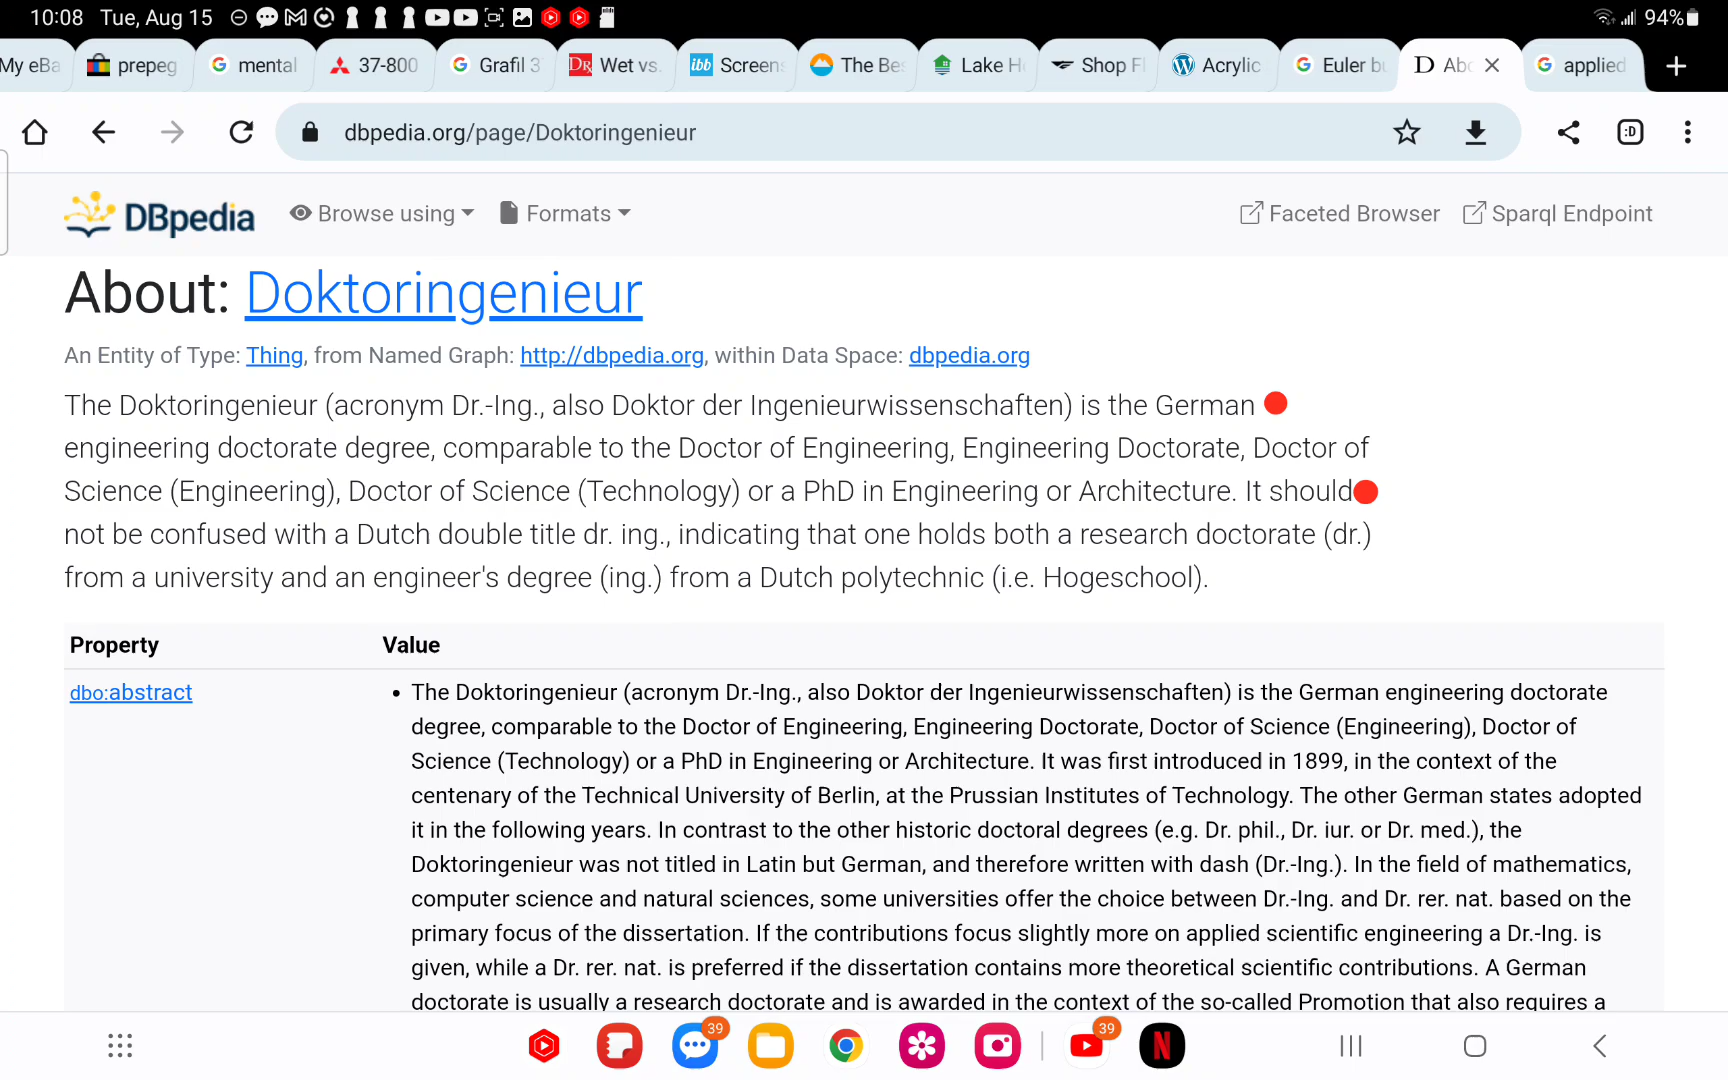 10:08 Tue, Aug 15
94%
My eBa
prepeg
mental
37-800
Grafil 3
DR Wet vs.
ibb Screens
The Be
Lake H
Shop Fl
Acrylic
Euler b
D Abo
applied
dbpedia.org/page/Doktoringenieur
:D
DBpedia
Browse using
Formats
Faceted Browser
Sparql Endpoint
About: Doktoringenieur
An Entity of Type: Thing, from Named Graph: http://dbpedia.org, within Data Space: dbpedia.org
The Doktoringenieur (acronym Dr.-Ing., also Doktor der Ingenieurwissenschaften) is the German
engineering doctorate degree, comparable to the Doctor of Engineering, Engineering Doctorate, Doctor of
Science (Engineering), Doctor of Science (Technology) or a PhD in Engineering or Architecture. It should
not be confused with a Dutch double title dr. ing., indicating that one holds both a research doctorate (dr.)
from a university and an engineer's degree (ing.) from a Dutch polytechnic (i.e. Hogeschool).
Property Value
dbo:abstract
• The Doktoringenieur (acronym Dr.-Ing., also Doktor der Ingenieurwissenschaften) is the German engineering doctorate
degree, comparable to the Doctor of Engineering, Engineering Doctorate, Doctor of Science (Engineering), Doctor of
Science (Technology) or a PhD in Engineering or Architecture. It was first introduced in 1899, in the context of the
centenary of the Technical University of Berlin, at the Prussian Institutes of Technology. The other German states adopted
it in the following years. In contrast to the other historic doctoral degrees (e.g. Dr. phil., Dr. iur. or Dr. med.), the
Doktoringenieur was not titled in Latin but German, and therefore written with dash (Dr.-Ing.). In the field of mathematics,
computer science and natural sciences, some universities offer the choice between Dr.-Ing. and Dr. rer. nat. based on the
primary focus of the dissertation. If the contributions focus slightly more on applied scientific engineering a Dr.-Ing. is
given, while a Dr. rer. nat. is preferred if the dissertation contains more theoretical scientific contributions. A German
doctorate is usually a research doctorate and is awarded in the context of the so-called Promotion that also requires a
39
39
N